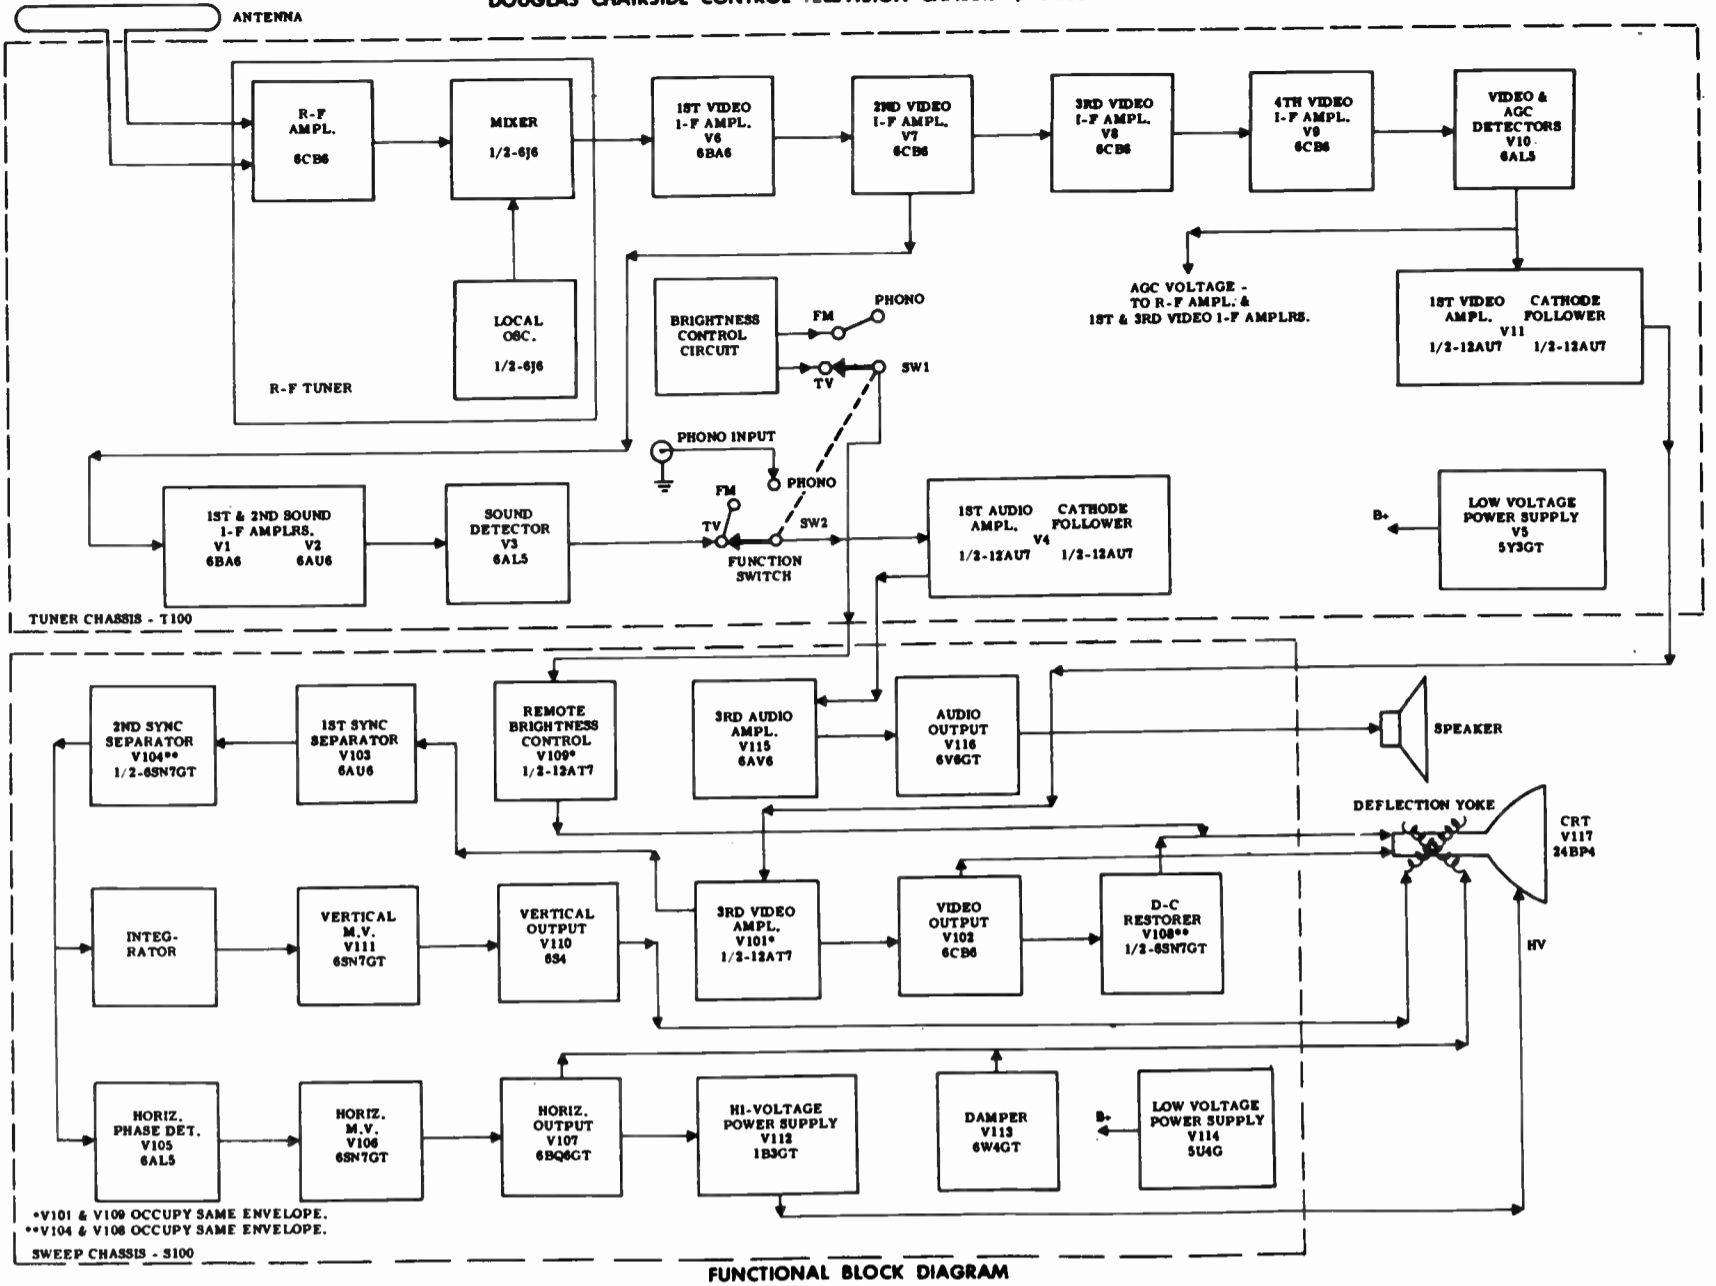 DOUGLAS CHAIRSIDE CONTROL TELEVISION
ANTENNA
R-F
AMPL.
6CB6
MIXER
1/2-6J6
1ST VIDEO
I-F AMPL.
V6
6BA6
2ND VIDEO
I-F AMPL.
V7
6CB6
3RD VIDEO
I-F AMPL.
V8
6CB6
4TH VIDEO
I-F AMPL.
V9
6CB6
VIDEO &
AGC
DETECTORS
V10
6AL5
LOCAL
OSC.
1/2-6J6
R-F TUNER
BRIGHTNESS
CONTROL
CIRCUIT
FM
PHONO
TV
SW1
AGC VOLTAGE -
TO R-F AMPL. &
1ST & 3RD VIDEO I-F AMPLRS.
1ST VIDEO CATHODE
AMPL. FOLLOWER
V11
1/2-12AU7 1/2-12AU7
PHONO INPUT
PHONO
FM
TV
SW2
FUNCTION
SWITCH
1ST & 2ND SOUND
I-F AMPLRS.
V1 V2
6BA6 6AU6
SOUND
DETECTOR
V3
6AL5
1ST AUDIO CATHODE
AMPL. FOLLOWER
V4
1/2-12AU7 1/2-12AU7
B+
LOW VOLTAGE
POWER SUPPLY
V5
5Y3GT
TUNER CHASSIS - T100
2ND SYNC
SEPARATOR
V104**
1/2-6SN7GT
1ST SYNC
SEPARATOR
V103
6AU6
REMOTE
BRIGHTNESS
CONTROL
V109*
1/2-12AT7
3RD AUDIO
AMPL.
V115
6AV6
AUDIO
OUTPUT
V116
6V6GT
SPEAKER
DEFLECTION YOKE
CRT
V117
24BP4
INTEG-
RATOR
VERTICAL
M.V.
V111
6SN7GT
VERTICAL
OUTPUT
V110
6S4
3RD VIDEO
AMPL.
V101*
1/2-12AT7
VIDEO
OUTPUT
V102
6CB6
D-C
RESTORER
V108**
1/2-6SN7GT
HV
HORIZ.
PHASE DET.
V105
6AL5
HORIZ.
M.V.
V106
6SN7GT
HORIZ.
OUTPUT
V107
6BQ6GT
HI-VOLTAGE
POWER SUPPLY
V112
1B3GT
DAMPER
V113
6W4GT
B+
LOW VOLTAGE
POWER SUPPLY
V114
5U4G
*V101 & V109 OCCUPY SAME ENVELOPE.
**V104 & V108 OCCUPY SAME ENVELOPE.
SWEEP CHASSIS - S100
FUNCTIONAL BLOCK DIAGRAM